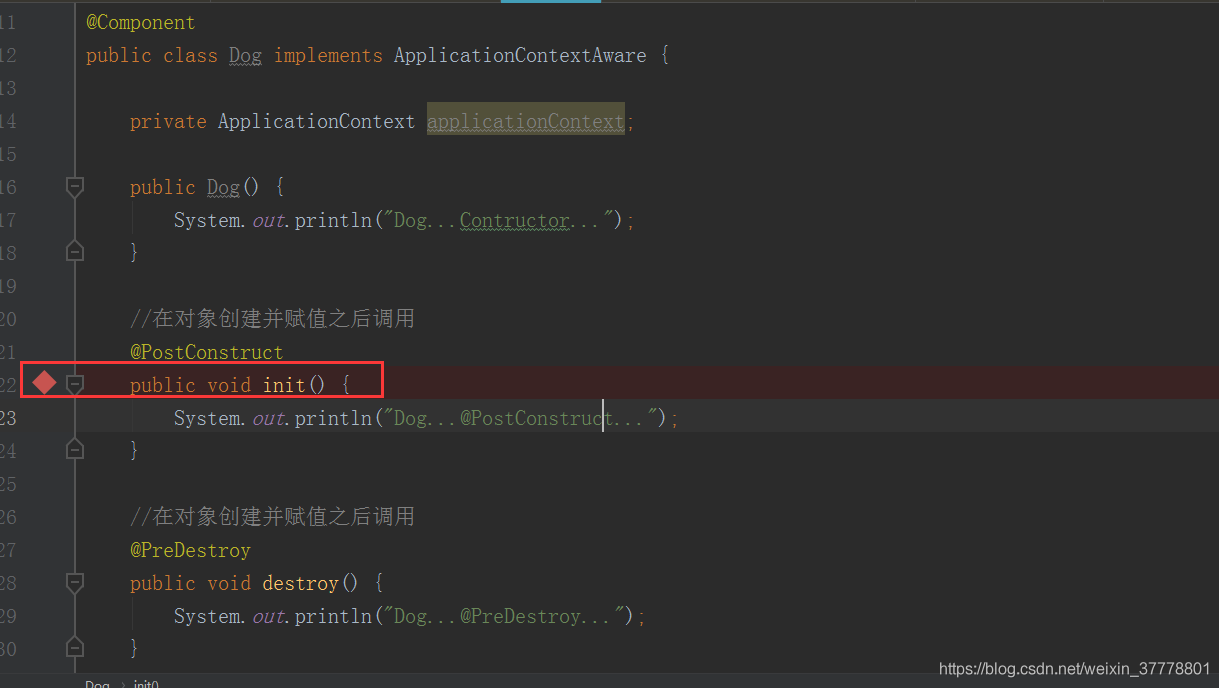 11 @Component
12 public class Dog implements ApplicationContextAware {
13
14 private ApplicationContext applicationContext;
15
16 public Dog() {
17 System.out.println("Dog...Contructor...");
18 }
19
20 //在对象创建并赋值之后调用
21 @PostConstruct
22 public void init() {
23 System.out.println("Dog...@PostConstruct...");
24 }
25
26 //在对象创建并赋值之后调用
27 @PreDestroy
28 public void destroy() {
29 System.out.println("Dog...@PreDestroy...");
30 }
https://blog.csdn.net/weixin_37778801
Dog › init()